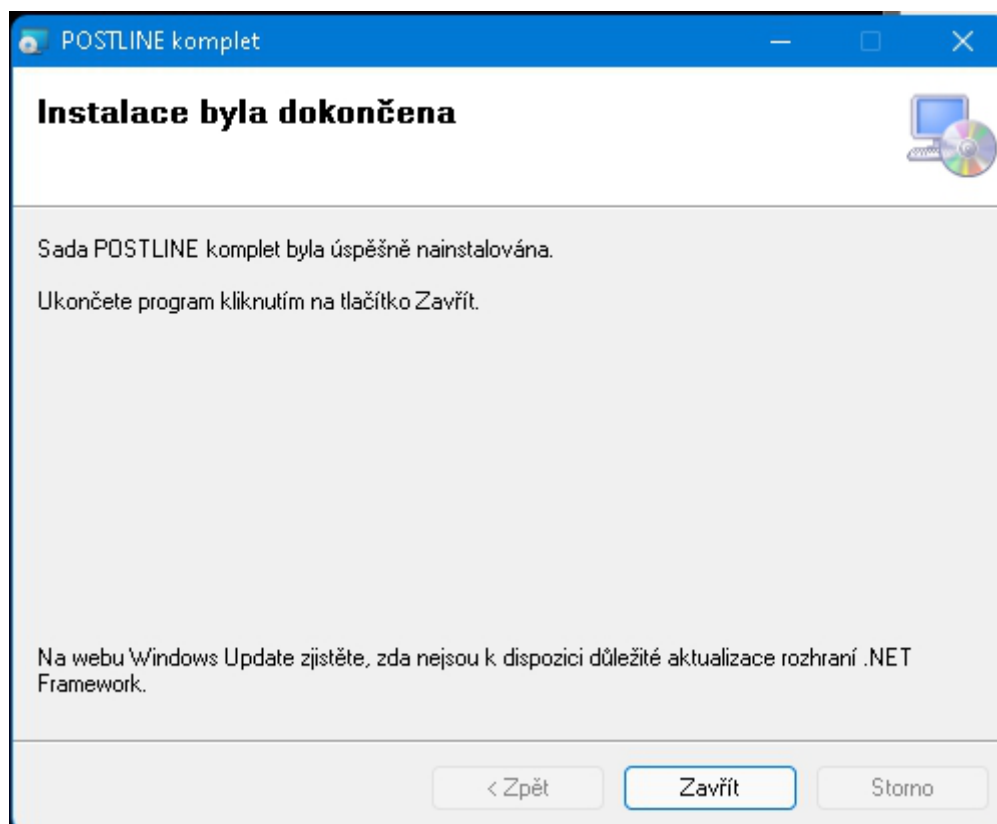 POSTLINE komplet
Instalace byla dokončena
Sada POSTLINE komplet byla úspěšně nainstalována.
Ukončete program kliknutím na tlačítko Zavřít.
Na webu Windows Update zjistěte, zda nejsou k dispozici důležité aktualizace rozhraní .NET
Framework.
< Zpět
Zavřít
Storno